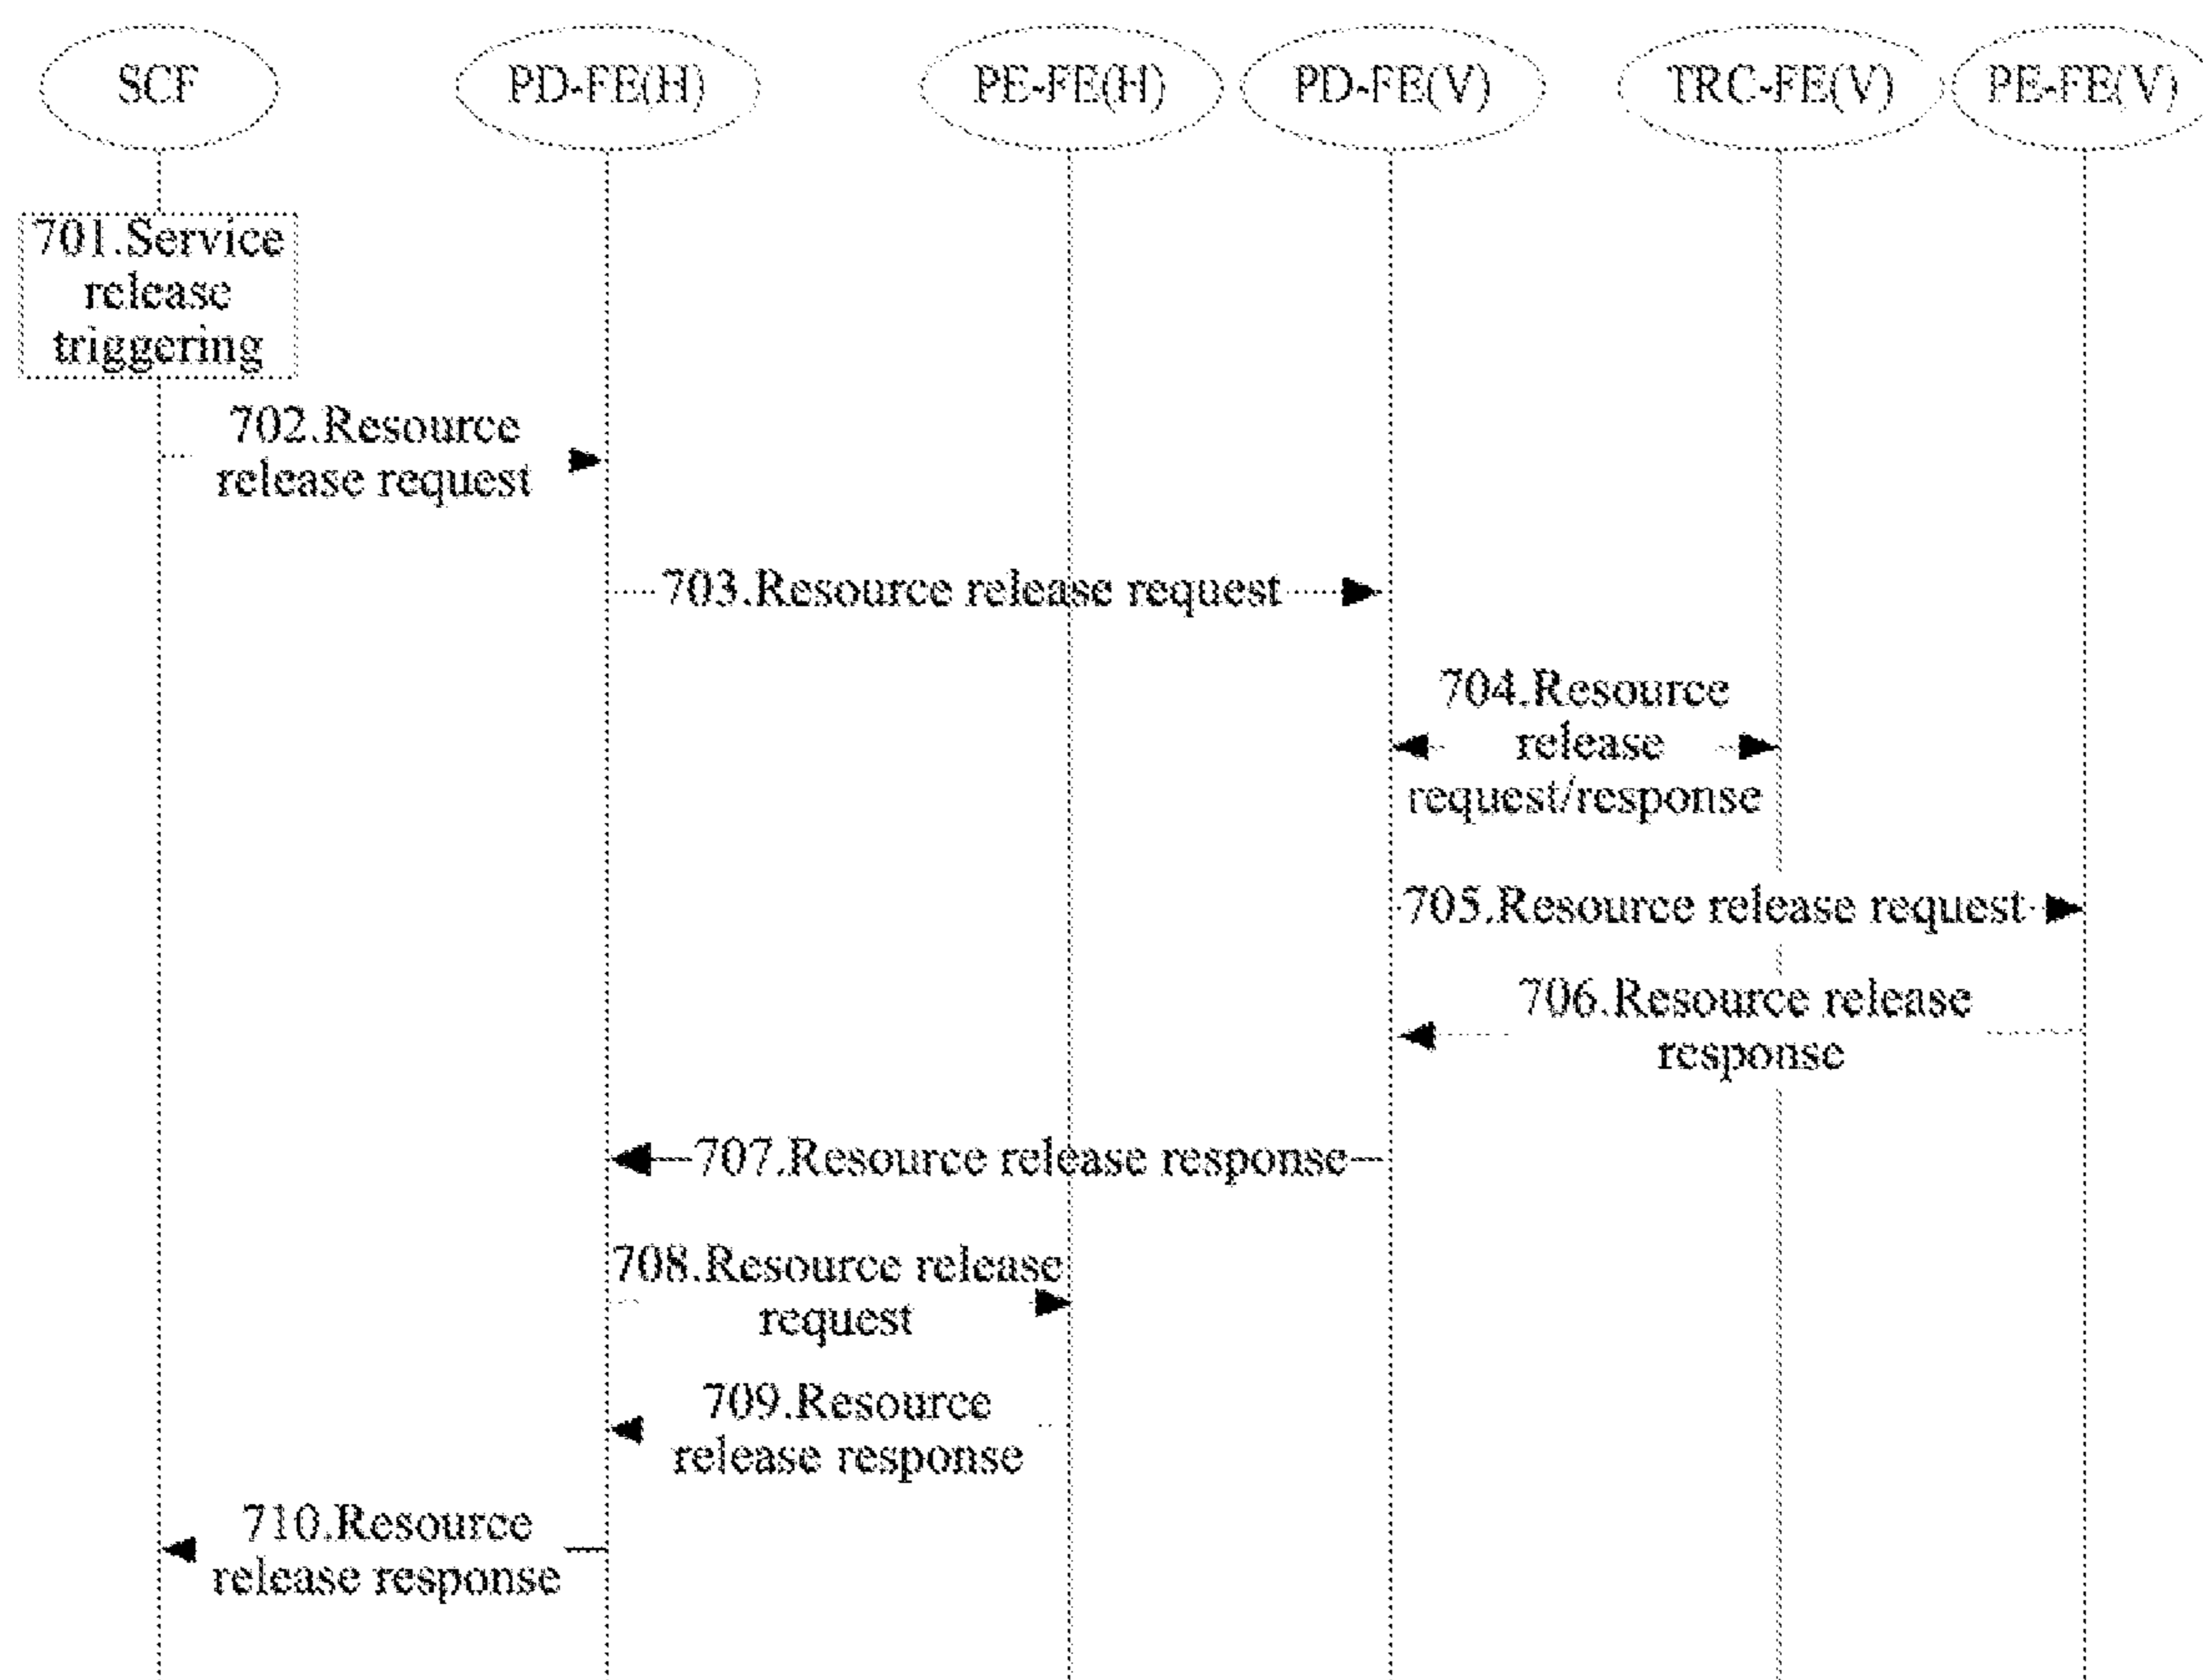 SCF
PD-FE(H)
PE-FE(H)
PD-FE(V)
TRC-FE(V)
PE-FE(V)
701.Service
release
triggering
702.Resource
release request
703.Resource release request
704.Resource
release
request/response
705.Resource release request
706.Resource release
response
707.Resource release response
708.Resource release
request
709.Resource
release response
710.Resource
release response